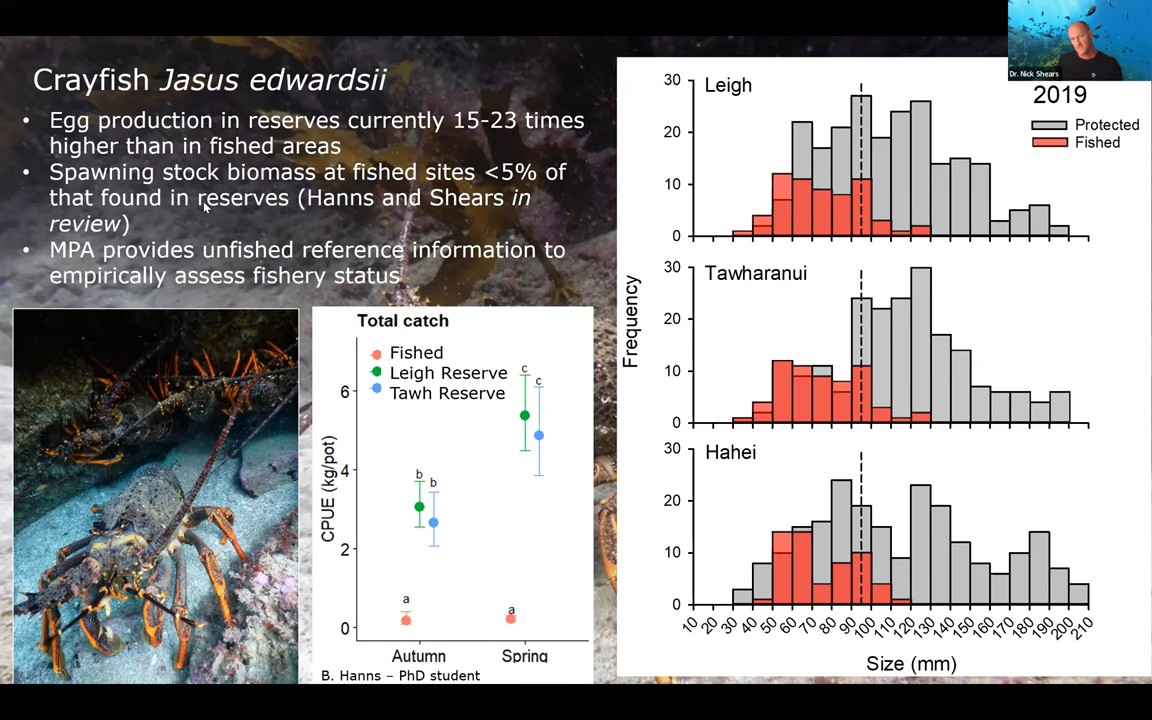 Dr. Nick Shears
Crayfish Jasus edwardsii
• Egg production in reserves currently 15-23 times
higher than in fished areas
• Spawning stock biomass at fished sites <5% of
that found in reserves (Hanns and Shears in
review)
• MPA provides unfished reference information to
empirically assess fishery status
Total catch
Fished
Leigh Reserve
Tawh Reserve
CPUE (kg/pot)
6
4
2
0
a
b
b
a
c
c
Autumn
Spring
B. Hanns – PhD student
2019
Protected
Fished
Frequency
Leigh
30
20
10
0
Tawharanui
30
20
10
0
Hahei
30
20
10
0
10 20 30 40 50 60 70 80 90 100 110 120 130 140 150 160 170 180 190 200 210
Size (mm)